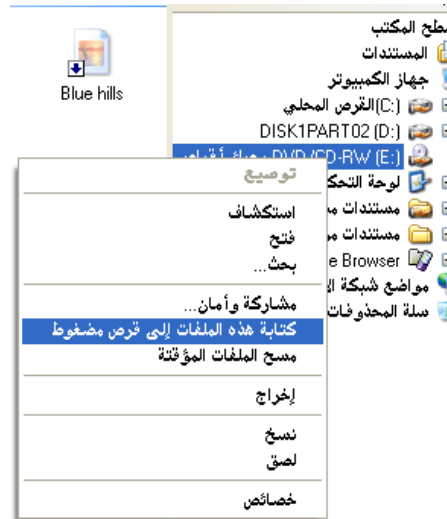 سطح المكتب
المستندات
جهاز الكمبيوتر
القرص المحلي(C:)
DISK1PART02 (D:)
DVD/CD-RW (E:)
لوحة التحك
مستندات
مستندات
e Browser
مواضع شبكة
سلة المحذوفات
Blue hills
توصيع
استكشاف
فتح
بحث...
مشاركة وأمان...
كتابة هذه الملفات إلى قرص مضغوط
مسح الملفات المؤقتة
إخراج
نسخ
لصق
خصائص